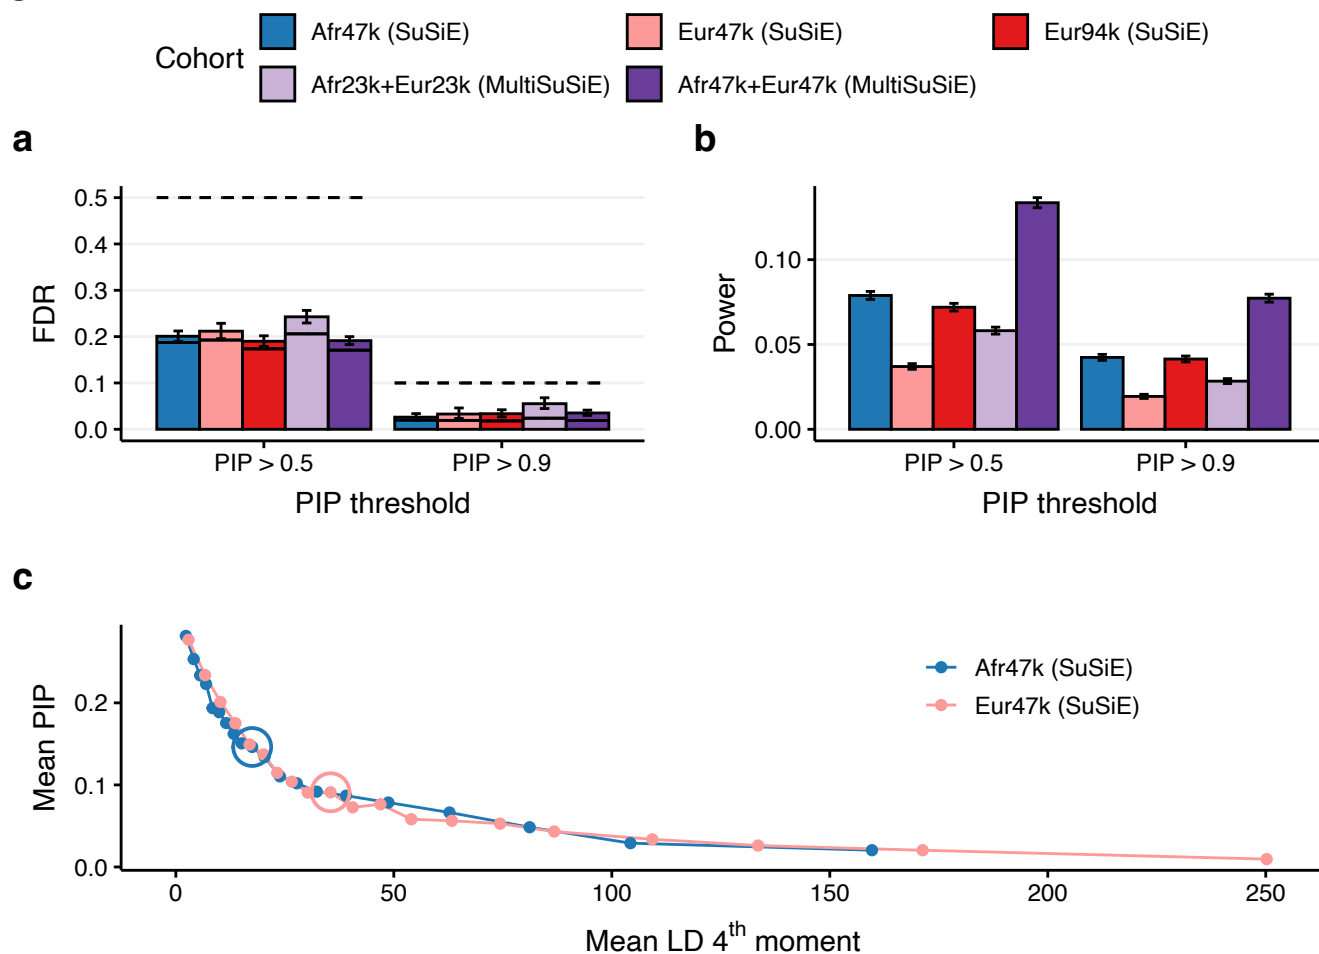 Cohort
Afr47k (SuSiE)
Eur47k (SuSiE)
Eur94k (SuSiE)
Afr23k+Eur23k (MultiSuSiE)
Afr47k+Eur47k (MultiSuSiE)
a
FDR
0.5
0.4
0.3
0.2
0.1
0.0
PIP > 0.5
PIP > 0.9
PIP threshold
b
Power
0.10
0.05
0.00
PIP > 0.5
PIP > 0.9
PIP threshold
c
Mean PIP
0.2
0.1
0.0
Afr47k (SuSiE)
Eur47k (SuSiE)
0
50
100
150
200
250
Mean LD 4th moment